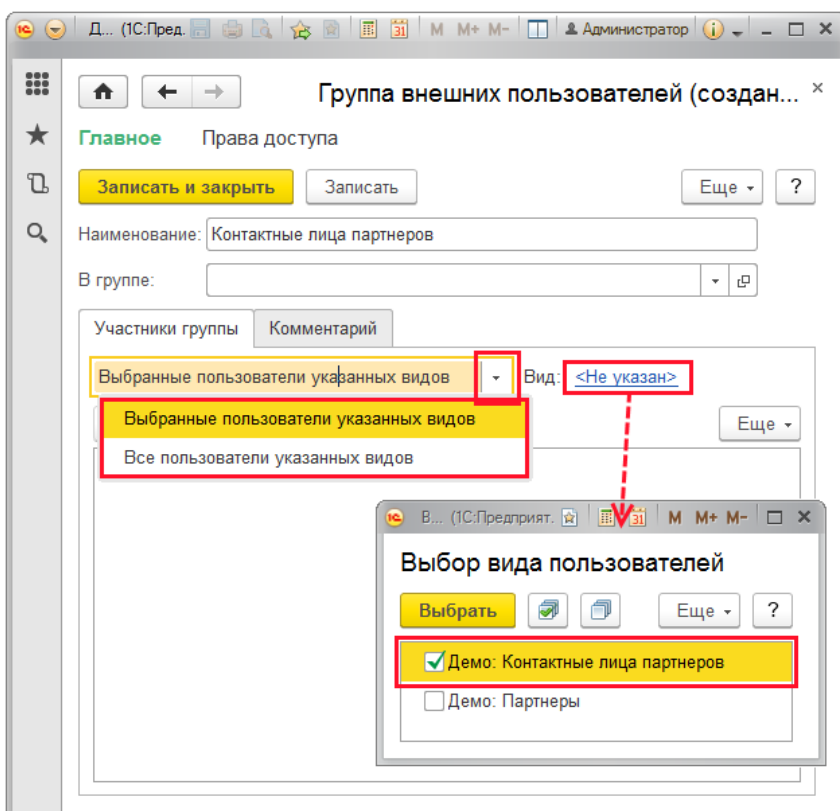 Д... (1С:Пред. 31 M M+ M- Администратор
Группа внешних пользователей (создан...
Главное Права доступа
Записать и закрыть Записать Еще ?
Наименование: Контактные лица партнеров
В группе:
Участники группы Комментарий
Выбранные пользователи указанных видов Вид: <Не указан>
Выбранные пользователи указанных видов Еще
Все пользователи указанных видов
В... (1С:Предприят. 31 M M+ M-
Выбор вида пользователей
Выбрать Еще ?
Демо: Контактные лица партнеров
Демо: Партнеры